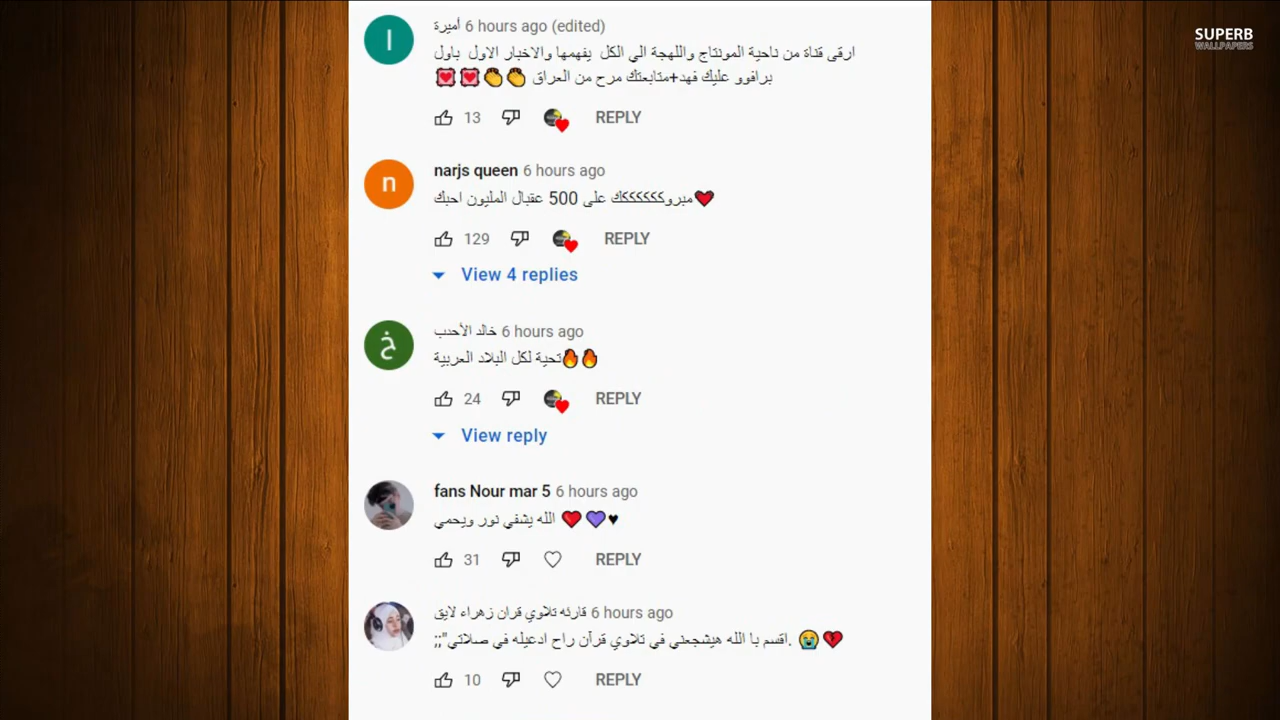 SUPERB
WALLPAPERS
أميرة 6 hours ago (edited)
ارقى قناة من ناحية المونتاج واللهجة الي الكل يفهمها والاخبار الاول باول
برافوو عليك فهد+متابعتك مرح من العراق 👏👏💟💟
13 REPLY
n
narjs queen 6 hours ago
❤️مبروكككككككك على 500 عقبال المليون احبك
129 REPLY
View 4 replies
خ
خالد الأحدب 6 hours ago
🔥🔥تحية لكل البلاد العربية
24 REPLY
View reply
fans Nour mar 5 6 hours ago
الله يشفي نور ويحمي ❤️💜♥
31 REPLY
قارئه تلاوي قران زهراء لايق 6 hours ago
😭💔 .اقسم با الله هيشجعني في تلاوي قرآن راح ادعيله في صلاتي";;
10 REPLY